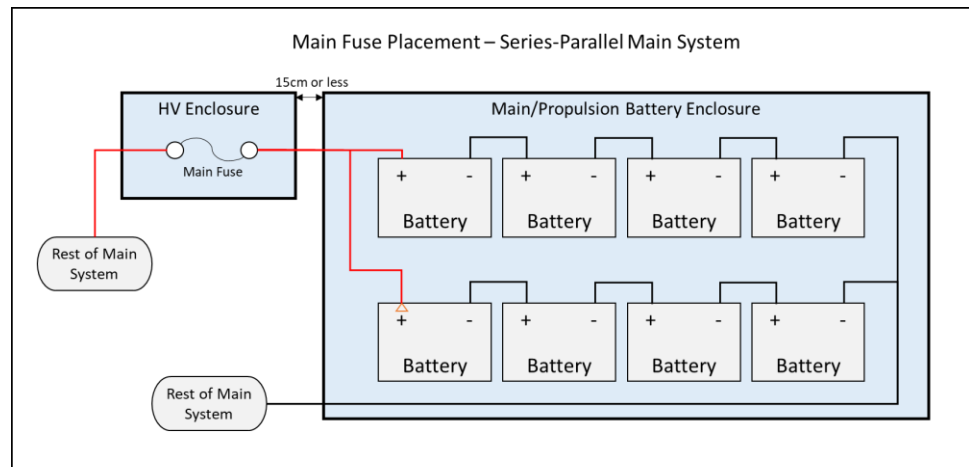 Main Fuse Placement – Series-Parallel Main System
15cm or less
HV Enclosure
Main/Propulsion Battery Enclosure
Main Fuse
+ - + - + - + -
Battery Battery Battery Battery
Rest of Main
System
+ - + - + - + -
Battery Battery Battery Battery
Rest of Main
System